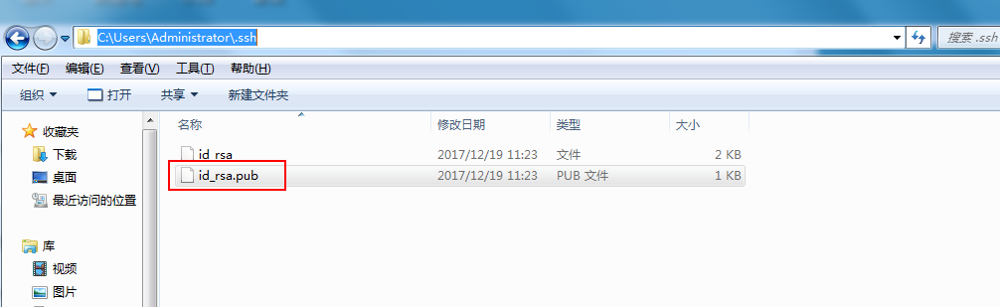 C:\Users\Administrator\.ssh
搜索 .ssh
文件(F) 编辑(E) 查看(V) 工具(T) 帮助(H)
组织 打开 共享 新建文件夹
收藏夹
下载
桌面
最近访问的位置
库
视频
图片
名称 修改日期 类型 大小
id_rsa 2017/12/19 11:23 文件 2 KB
id_rsa.pub 2017/12/19 11:23 PUB 文件 1 KB